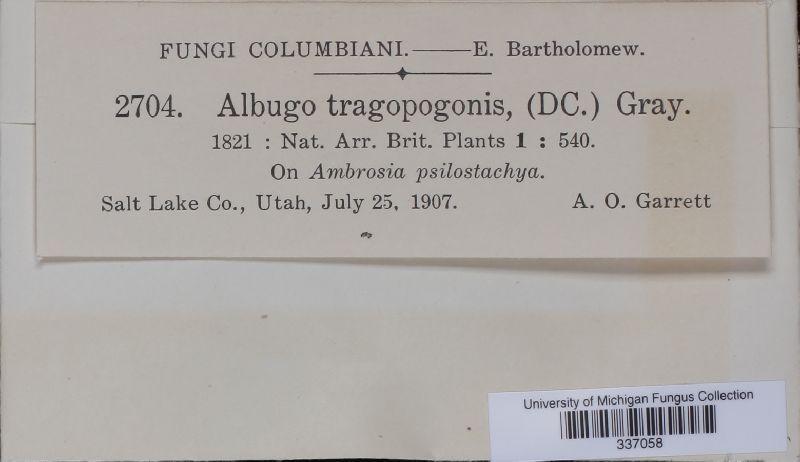 FUNGI COLUMBIANI.——E. Bartholomew.
2704. Albugo tragopogonis, (DC.) Gray.
1821 : Nat. Arr. Brit. Plants 1 : 540.
On Ambrosia psilostachya.
Salt Lake Co., Utah, July 25, 1907. A. O. Garrett
University of Michigan Fungus Collection
337058